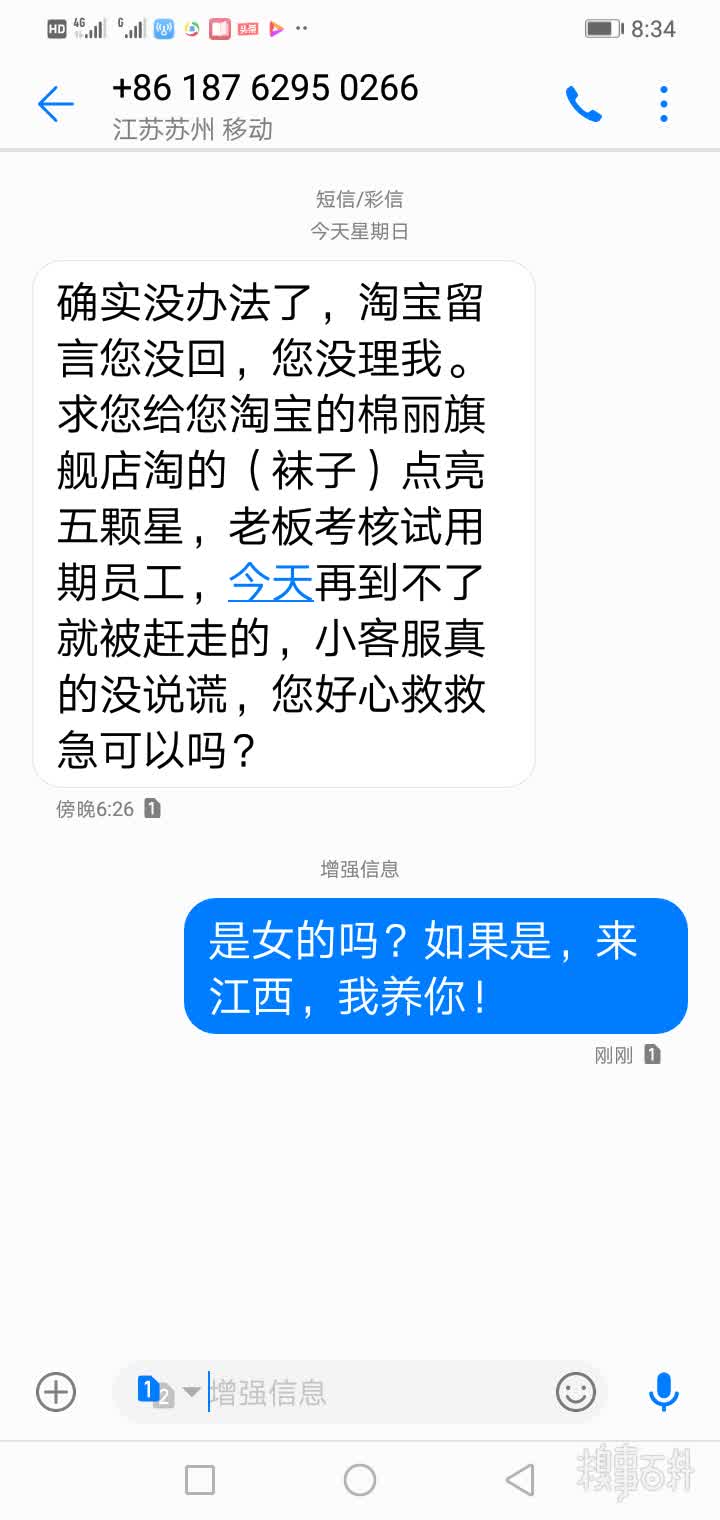 HD 4G G 头条 8:34
+86 187 6295 0266
江苏苏州 移动
短信/彩信
今天星期日
确实没办法了，淘宝留
言您没回，您没理我。
求您给您淘宝的棉丽旗
舰店淘的（袜子）点亮
五颗星，老板考核试用
期员工，今天再到不了
就被赶走的，小客服真
的没说谎，您好心救救
急可以吗？
傍晚6:26 1
增强信息
是女的吗？如果是，来
江西，我养你！
刚刚 1
1 2 增强信息
糗事百科